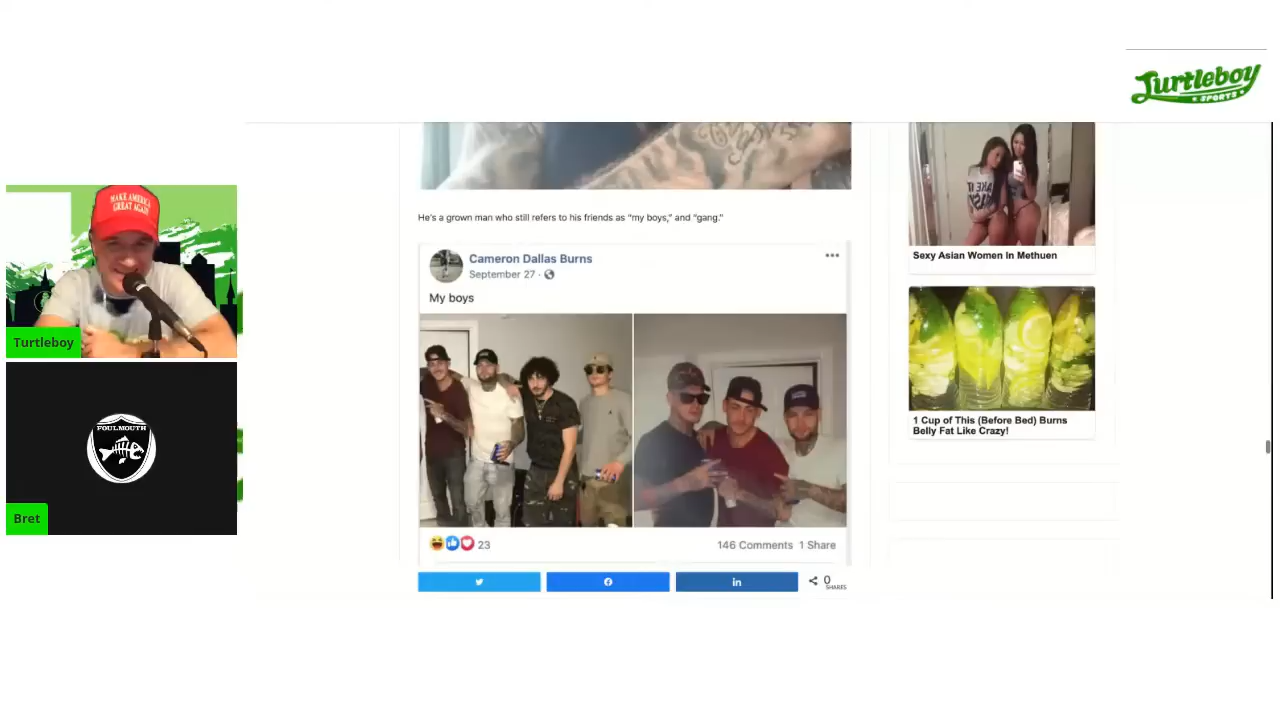 Turtleboy
SPORTS
MAKE AMERICA
GREAT AGAIN
Turtleboy
FOULMOUTH
Bret
He's a grown man who still refers to his friends as “my boys,” and “gang.”
Cameron Dallas Burns
September 27 ·
My boys
23
146 Comments 1 Share
0
SHARES
Sexy Asian Women In Methuen
1 Cup of This (Before Bed) Burns
Belly Fat Like Crazy!